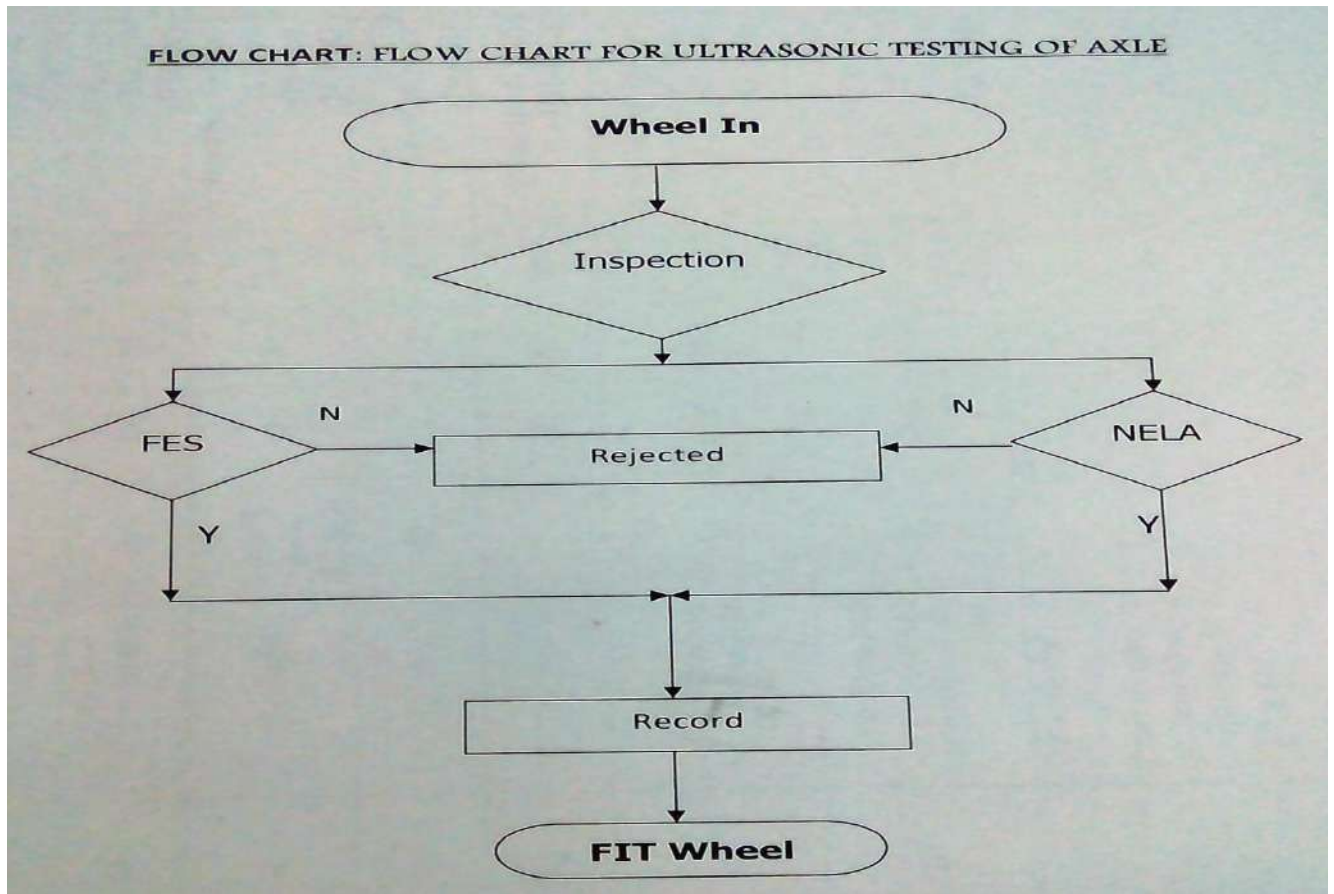 FLOW CHART: FLOW CHART FOR ULTRASONIC TESTING OF AXLE
Wheel In
Inspection
N
N
FES
Rejected
NELA
Y
Y
Record
FIT Wheel